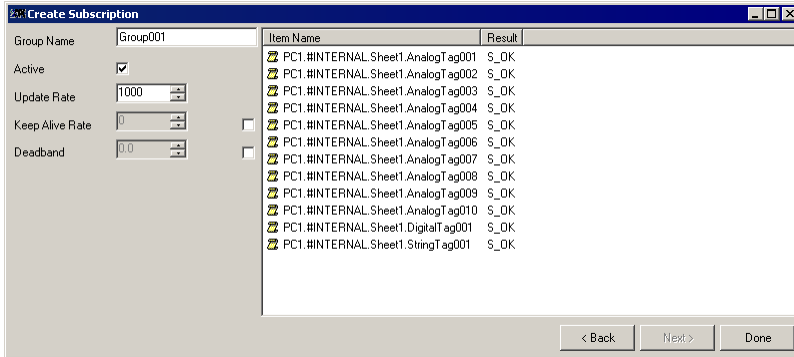 Create Subscription
Group Name Group001
Active
Update Rate 1000
Keep Alive Rate 0
Deadband 0.0
Item Name Result
PC1.#INTERNAL.Sheet1.AnalogTag001 S_OK
PC1.#INTERNAL.Sheet1.AnalogTag002 S_OK
PC1.#INTERNAL.Sheet1.AnalogTag003 S_OK
PC1.#INTERNAL.Sheet1.AnalogTag004 S_OK
PC1.#INTERNAL.Sheet1.AnalogTag005 S_OK
PC1.#INTERNAL.Sheet1.AnalogTag006 S_OK
PC1.#INTERNAL.Sheet1.AnalogTag007 S_OK
PC1.#INTERNAL.Sheet1.AnalogTag008 S_OK
PC1.#INTERNAL.Sheet1.AnalogTag009 S_OK
PC1.#INTERNAL.Sheet1.AnalogTag010 S_OK
PC1.#INTERNAL.Sheet1.DigitalTag001 S_OK
PC1.#INTERNAL.Sheet1.StringTag001 S_OK
< Back Next > Done